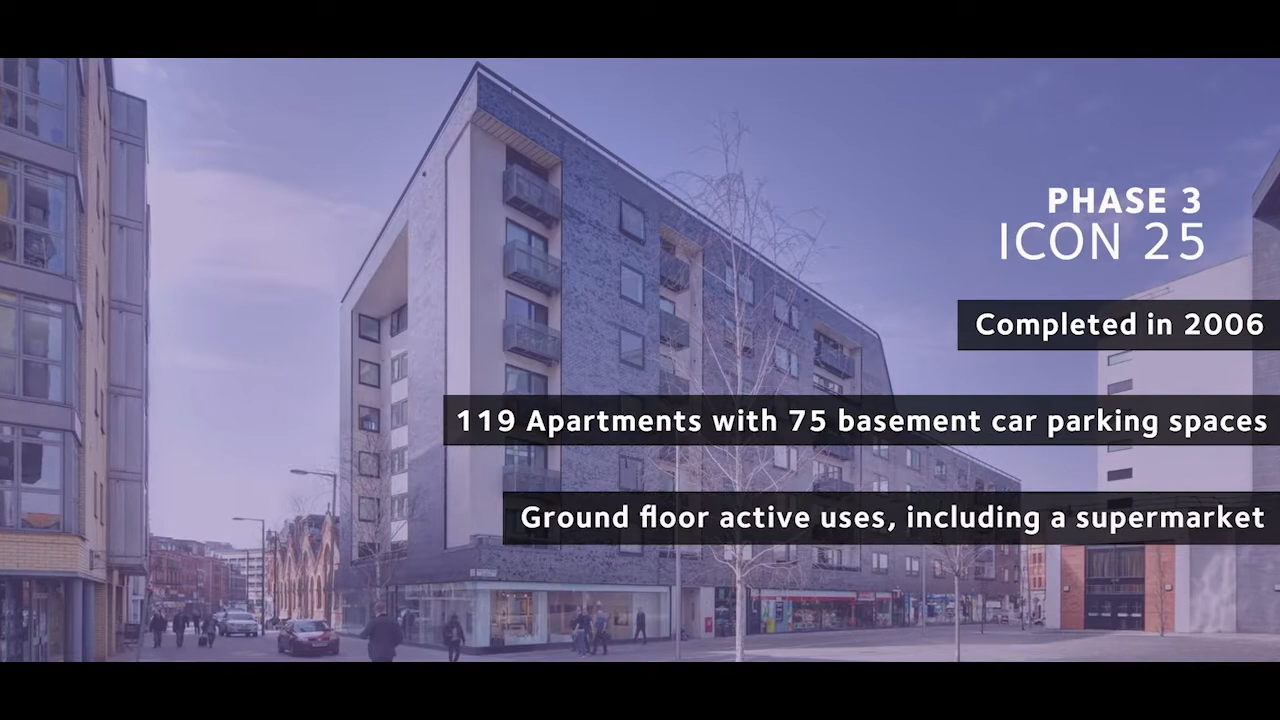 PHASE 3
ICON 25
Completed in 2006
119 Apartments with 75 basement car parking spaces
Ground floor active uses, including a supermarket